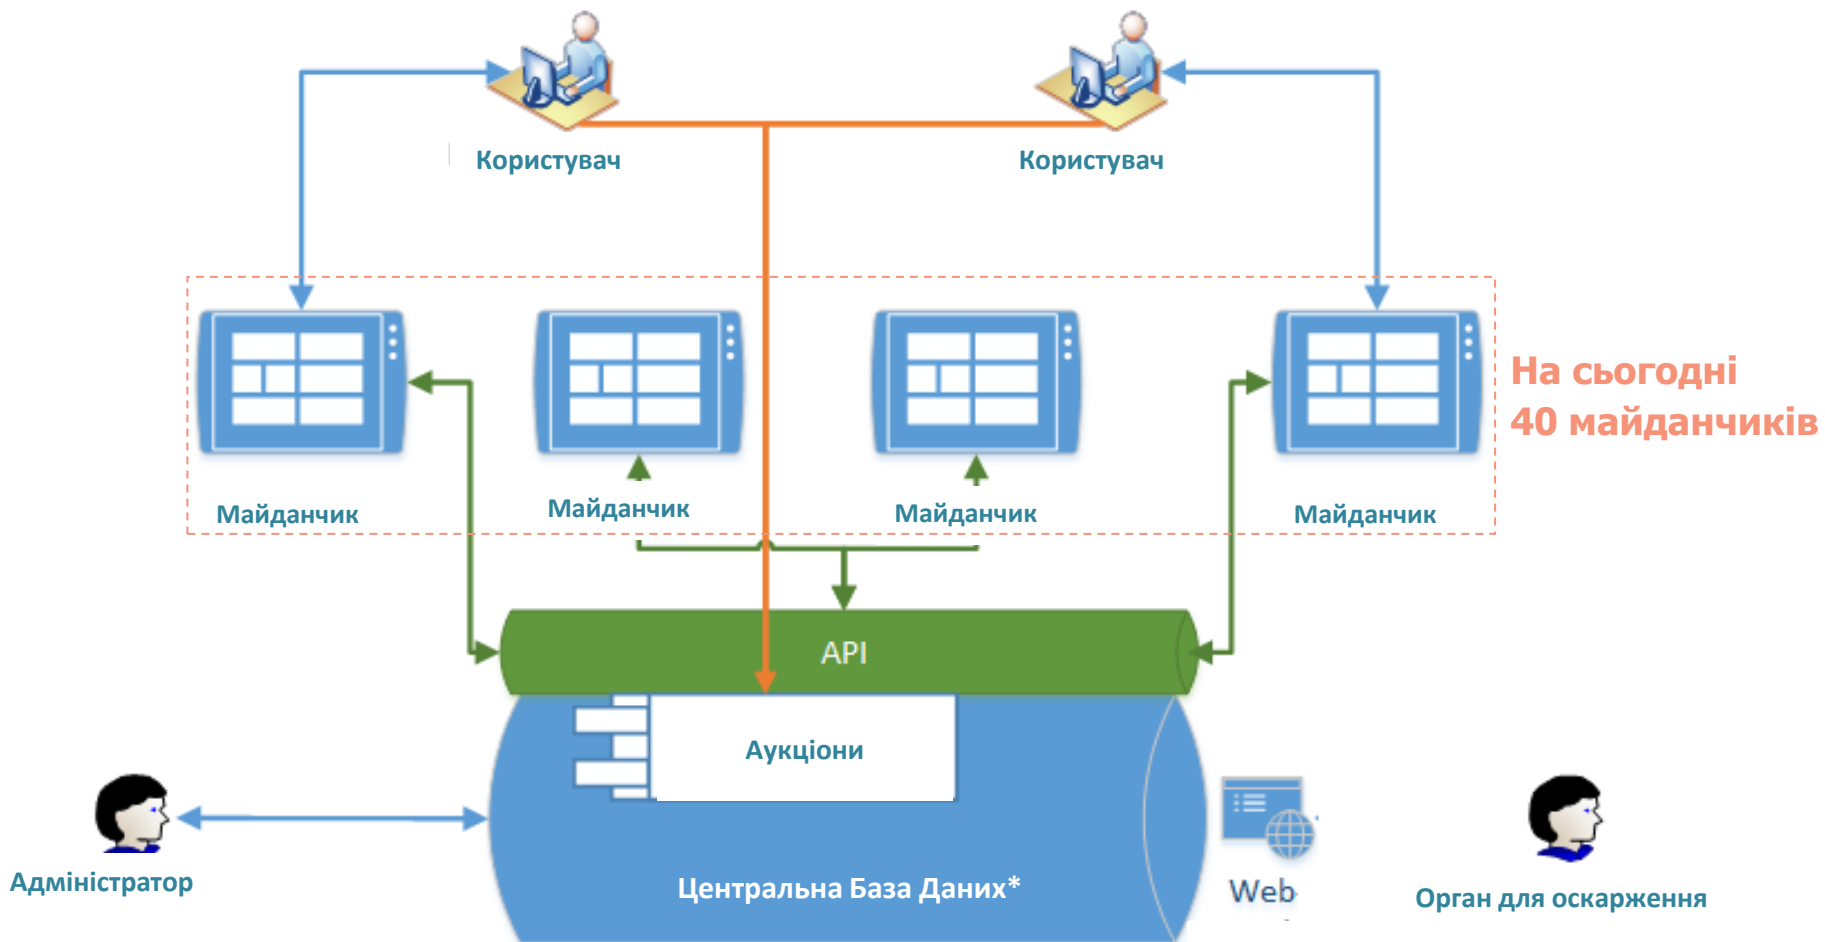 Користувач
Користувач
На сьогодні
40 майданчиків
Майданчик
Майданчик
Майданчик
Майданчик
API
Аукціони
Адміністратор
Центральна База Даних*
Web
Орган для оскарження